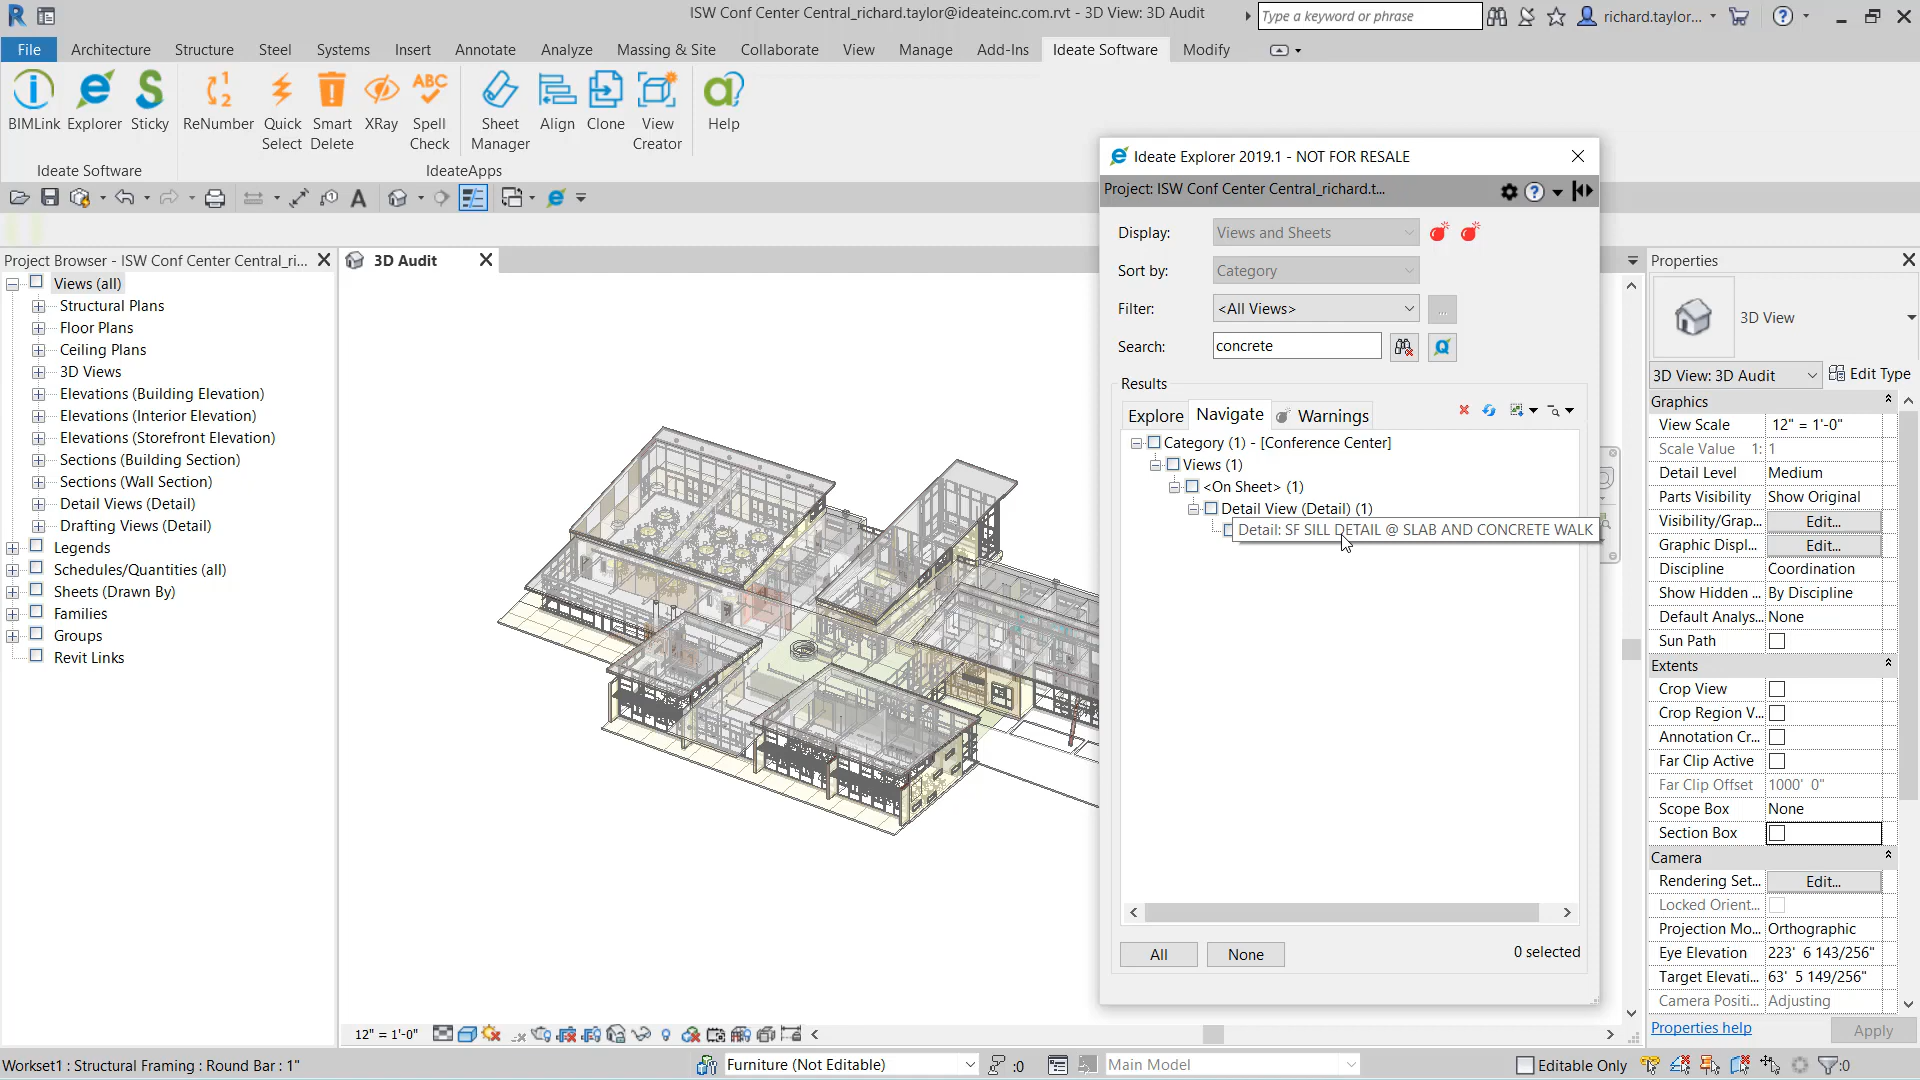 ISW Conf Center Central_richard.taylor@ideateinc.com.rvt - 3D View: 3D Audit
Type a keyword or phrase
richard.taylor...
File Architecture Structure Steel Systems Insert Annotate Analyze Massing & Site Collaborate View Manage Add-Ins Ideate Software Modify
BIMLink Explorer Sticky
ReNumber Quick Select Smart Delete XRay Spell Check
Sheet Manager Align Clone View Creator
Help
Ideate Software
IdeateApps
Project Browser - ISW Conf Center Central_ri...
Views (all)
Structural Plans
Floor Plans
Ceiling Plans
3D Views
Elevations (Building Elevation)
Elevations (Interior Elevation)
Elevations (Storefront Elevation)
Sections (Building Section)
Sections (Wall Section)
Detail Views (Detail)
Drafting Views (Detail)
Legends
Schedules/Quantities (all)
Sheets (Drawn By)
Families
Groups
Revit Links
3D Audit
Ideate Explorer 2019.1 - NOT FOR RESALE
Project: ISW Conf Center Central_richard.t...
Display: Views and Sheets
Sort by: Category
Filter: <All Views>
...
Search: concrete
Results
Explore Navigate Warnings
Category (1) - [Conference Center]
Views (1)
<On Sheet> (1)
Detail View (Detail) (1)
Detail: SF SILL DETAIL @ SLAB AND CONCRETE WALK
All None
0 selected
Properties
3D View
3D View: 3D Audit Edit Type
Graphics
View Scale 12" = 1'-0"
Scale Value 1: 1
Detail Level Medium
Parts Visibility Show Original
Visibility/Grap... Edit...
Graphic Displ... Edit...
Discipline Coordination
Show Hidden ... By Discipline
Default Analys... None
Sun Path
Extents
Crop View
Crop Region V...
Annotation Cr...
Far Clip Active
Far Clip Offset 1000' 0"
Scope Box None
Section Box
Camera
Rendering Set... Edit...
Locked Orient...
Projection Mo... Orthographic
Eye Elevation 223' 6 143/256"
Target Elevati... 63' 5 149/256"
Camera Positi... Adjusting
Properties help Apply
12" = 1'-0"
Workset1 : Structural Framing : Round Bar : 1"
Furniture (Not Editable)
:0
Main Model
Editable Only
:0